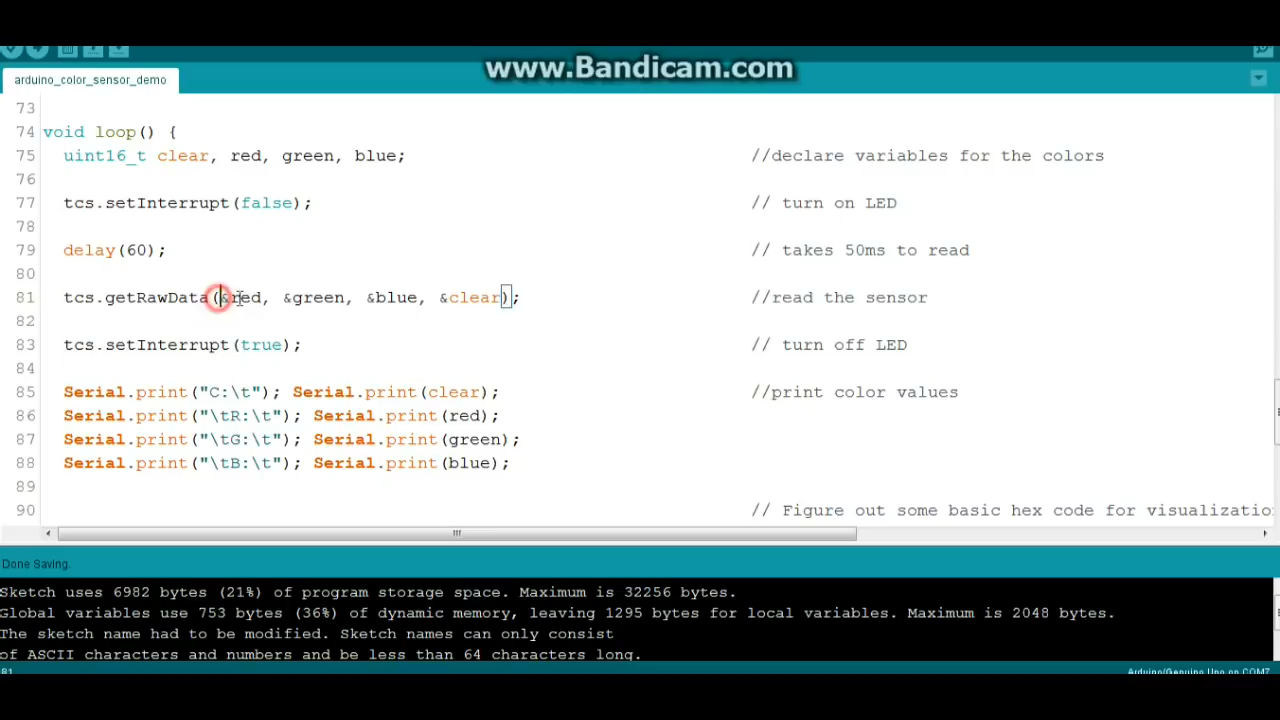 www.Bandicam.com
arduino_color_sensor_demo
73
74 void loop() {
75 uint16_t clear, red, green, blue; //declare variables for the colors
76
77 tcs.setInterrupt(false); // turn on LED
78
79 delay(60); // takes 50ms to read
80
81 tcs.getRawData(&red, &green, &blue, &clear); //read the sensor
82
83 tcs.setInterrupt(true); // turn off LED
84
85 Serial.print("C:\t"); Serial.print(clear); //print color values
86 Serial.print("\tR:\t"); Serial.print(red);
87 Serial.print("\tG:\t"); Serial.print(green);
88 Serial.print("\tB:\t"); Serial.print(blue);
89
90 // Figure out some basic hex code for visualizatio
Done Saving.
Sketch uses 6982 bytes (21%) of program storage space. Maximum is 32256 bytes.
Global variables use 753 bytes (36%) of dynamic memory, leaving 1295 bytes for local variables. Maximum is 2048 bytes.
The sketch name had to be modified. Sketch names can only consist
of ASCII characters and numbers and be less than 64 characters long.
81 Arduino/Genuino Uno on COM7